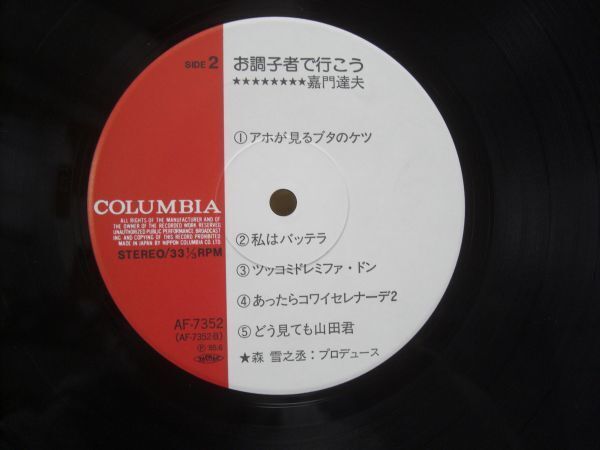 SIDE 2
お調子者で行こう
★★★★★★★★嘉門達夫
①アホが見るブタのケツ
②私はバッテラ
③ツッコミドレミファ・ドン
④あったらコワイセレナーデ2
⑤どう見ても山田君
★森 雪之丞:プロデュース
COLUMBIA
ALL RIGHTS OF THE MANUFACTURER AND OF
THE OWNER OF THE RECORDED WORK RESERVED
UNAUTHORIZED PUBLIC PERFORMANCE, BROADCAST
ING AND COPYING OF THIS RECORD PROHIBITED
MADE IN JAPAN BY NIPPON COLUMBIA CO. LTD.
STEREO/33⅓RPM
AF-7352
(AF-7352-B)
Ⓟ '85.6